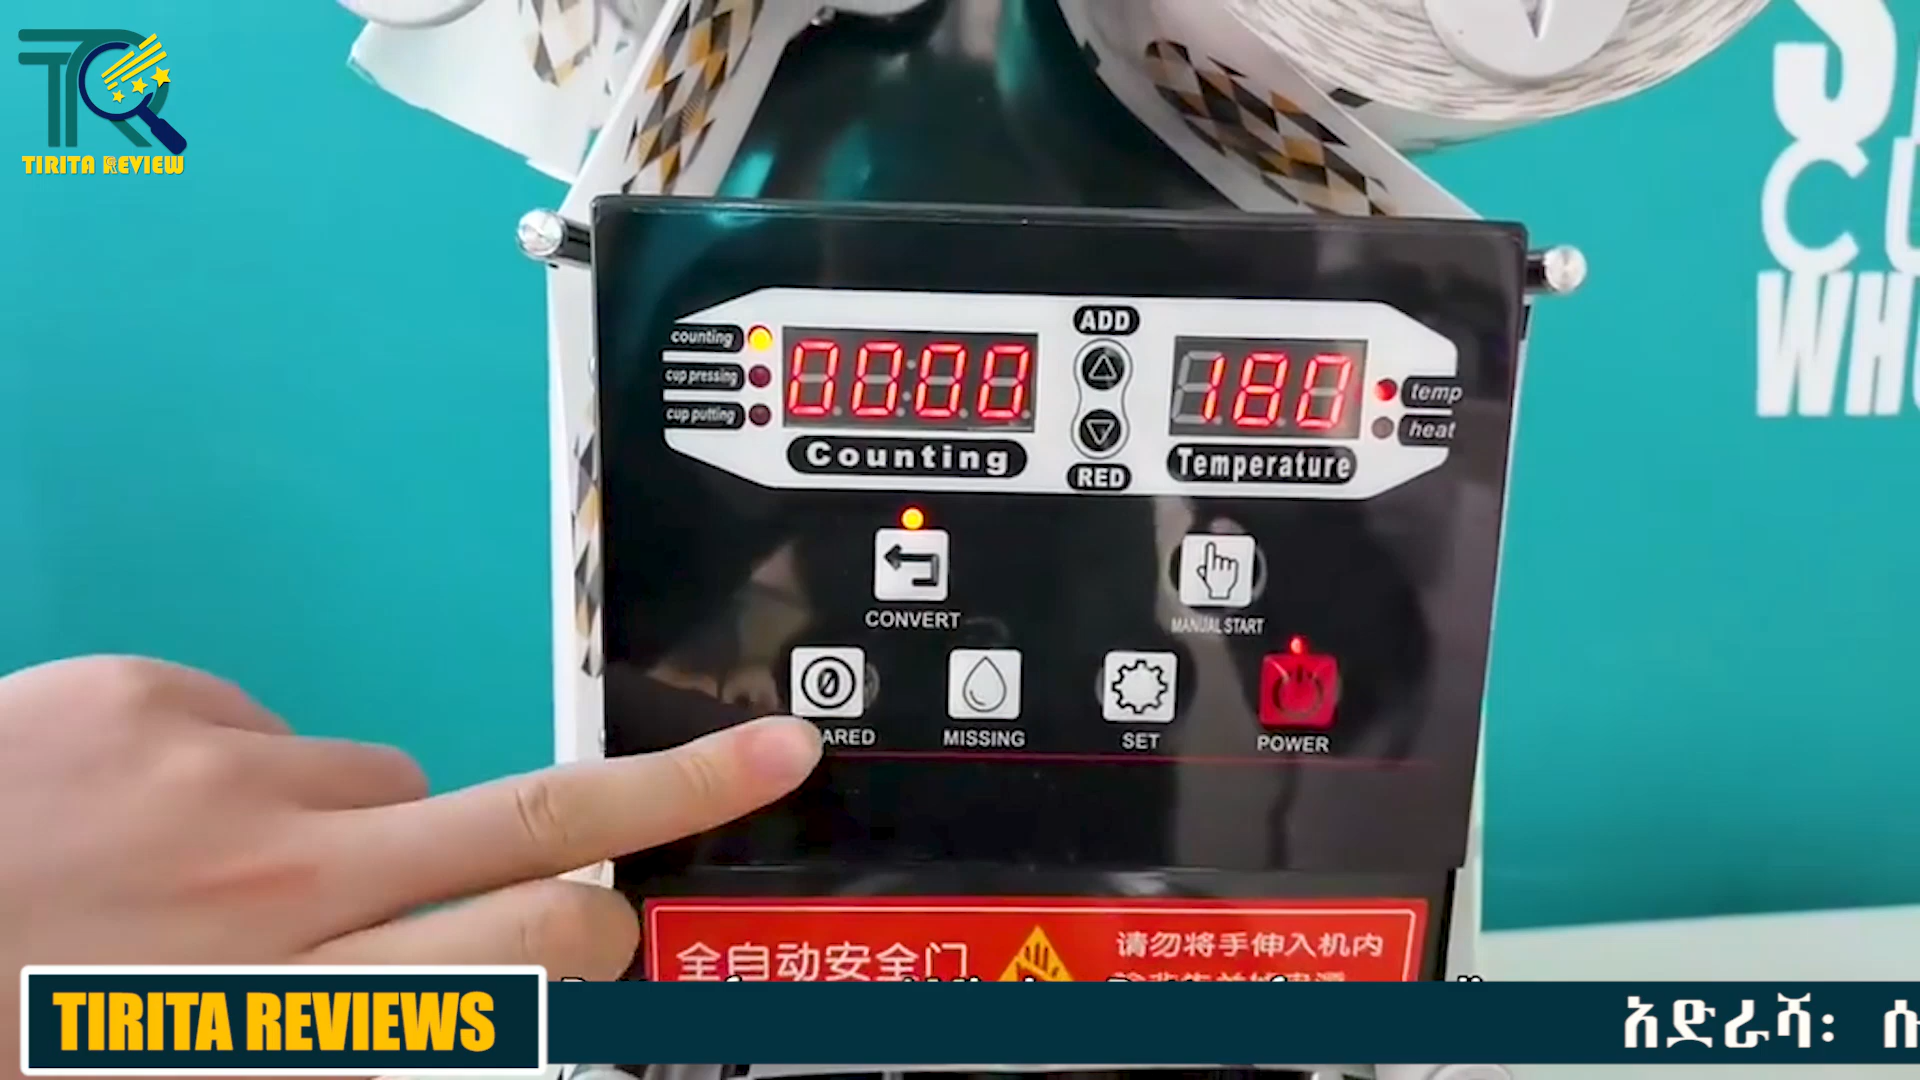 TIRITA REVIEW
counting
cup pressing
cup putting
0000
Counting
ADD
RED
180
Temperature
temp
heat
CONVERT
MANUAL START
MISSING
SET
POWER
全自动安全门
请勿将手伸入机内
TIRITA REVIEWS
አድራሻ፡